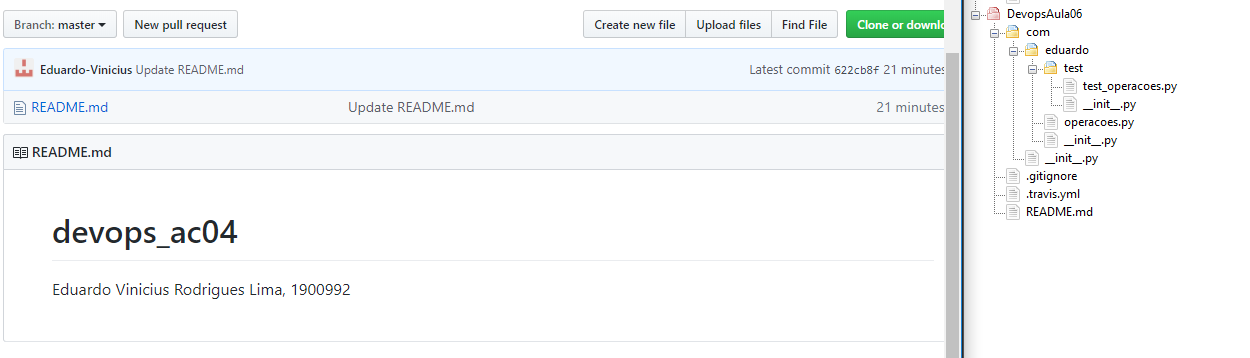 Branch: master
New pull request
Create new file
Upload files
Find File
Clone or downlo
Eduardo-Vinicius Update README.md
Latest commit 622cb8f 21 minutes
README.md
Update README.md
21 minutes
README.md
devops_ac04
Eduardo Vinicius Rodrigues Lima, 1900992
DevopsAula06
com
eduardo
test
test_operacoes.py
__init__.py
operacoes.py
__init__.py
__init__.py
.gitignore
.travis.yml
README.md